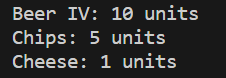 Beer IV: 10 units
Chips: 5 units
Cheese: 1 units